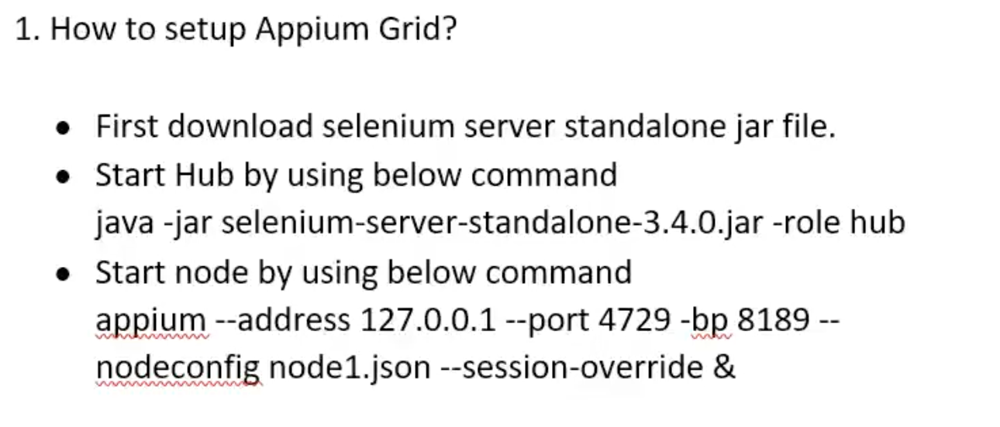 1. How to setup Appium Grid?
● First download selenium server standalone jar file.
● Start Hub by using below command
java -jar selenium-server-standalone-3.4.0.jar -role hub
● Start node by using below command
appium --address 127.0.0.1 --port 4729 -bp 8189 --
nodeconfig node1.json --session-override &